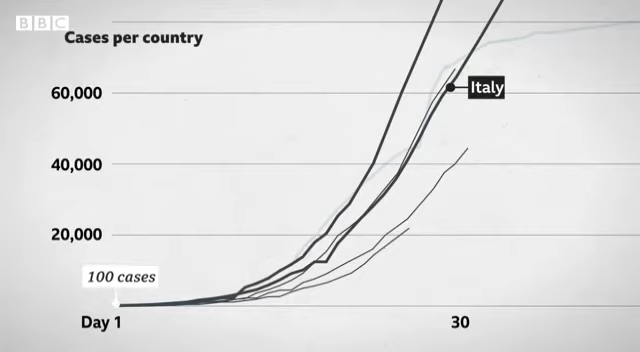 BBC
Cases per country
60,000
Italy
40,000
20,000
100 cases
Day 1
30